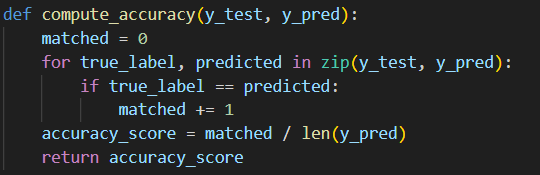 def compute_accuracy(y_test, y_pred):
    matched = 0
    for true_label, predicted in zip(y_test, y_pred):
        if true_label == predicted:
            matched += 1
    accuracy_score = matched / len(y_pred)
    return accuracy_score